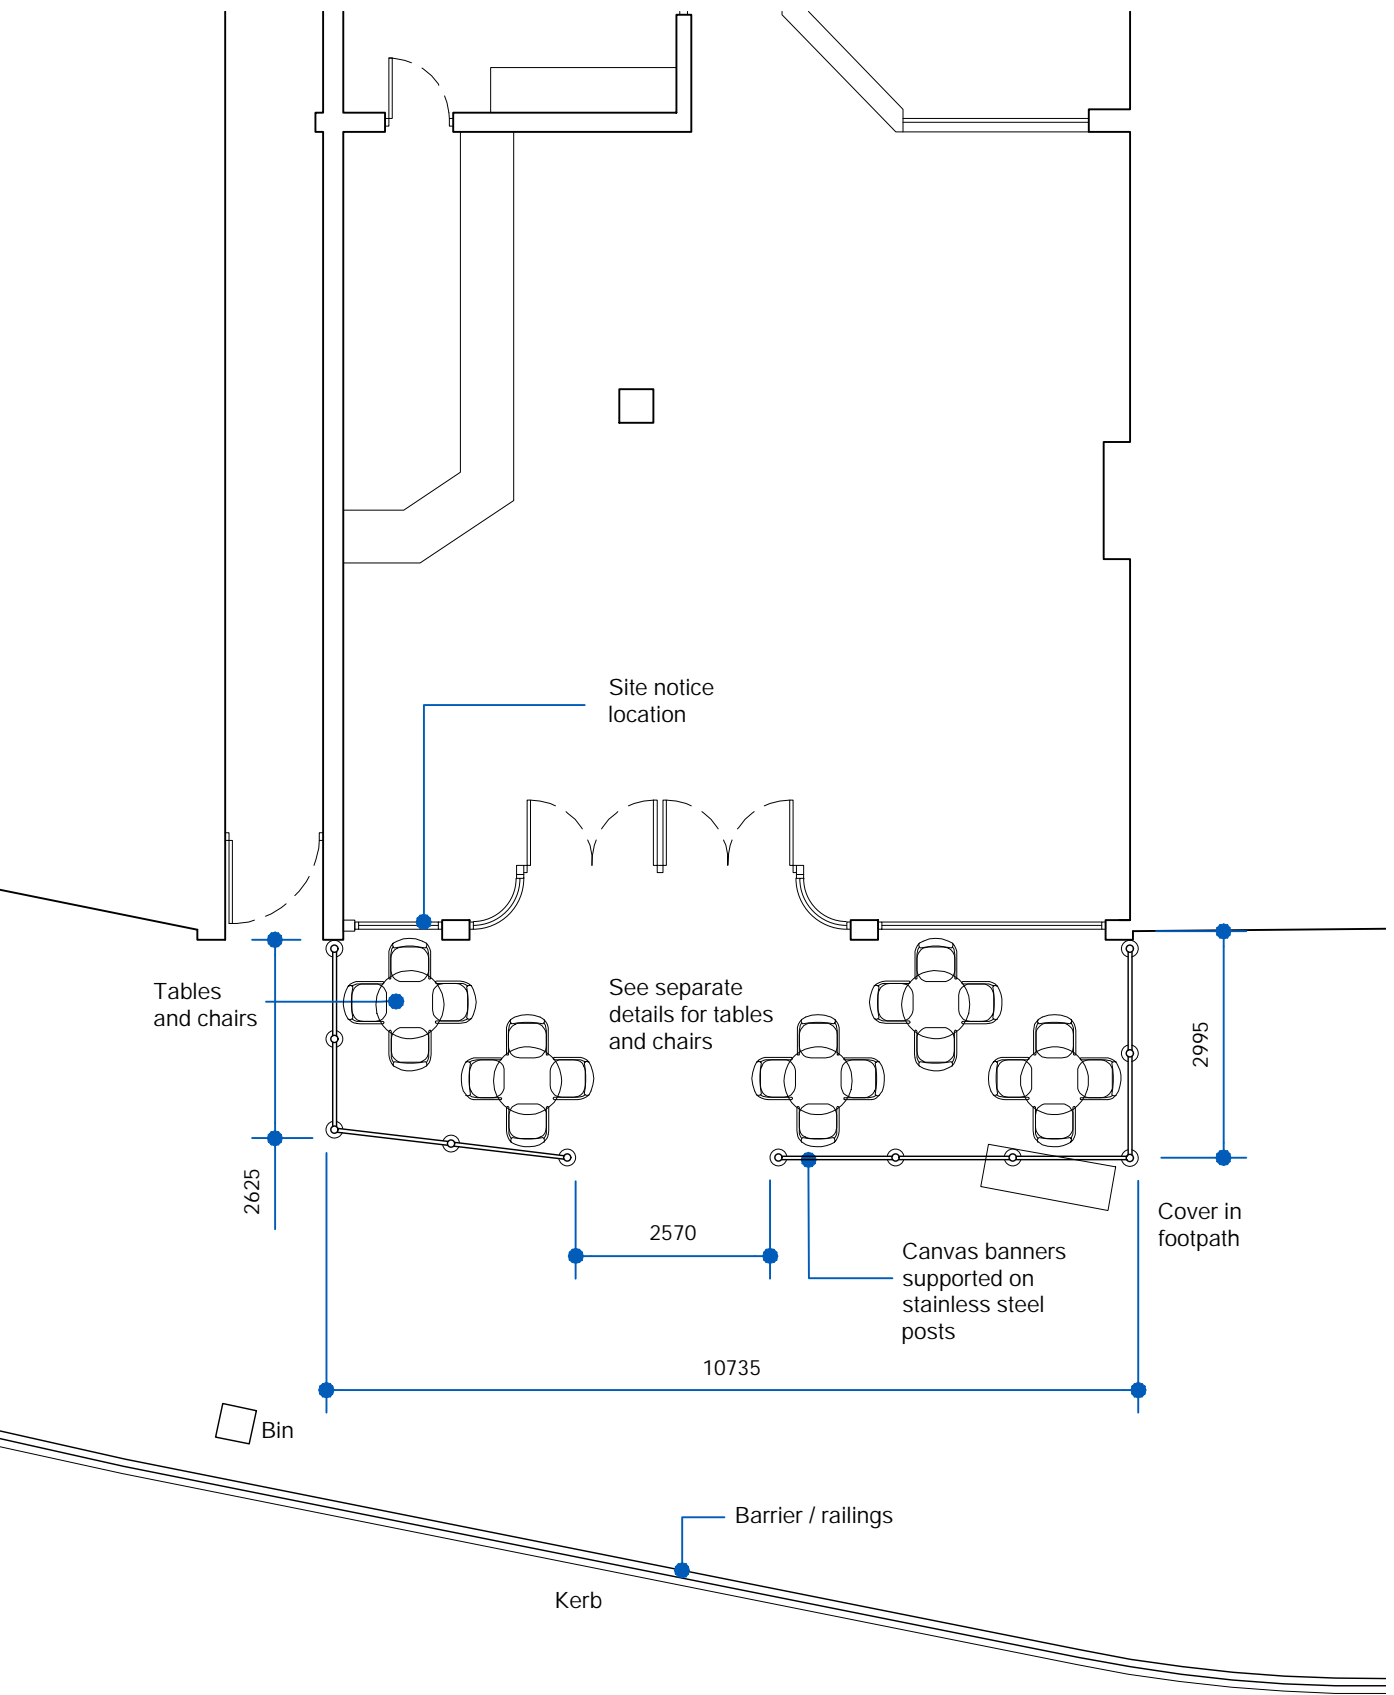 Site notice
location
Tables
and chairs
See separate
details for tables
and chairs
2995
2625
2570
Cover in
footpath
Canvas banners
supported on
stainless steel
posts
10735
Bin
Barrier / railings
Kerb